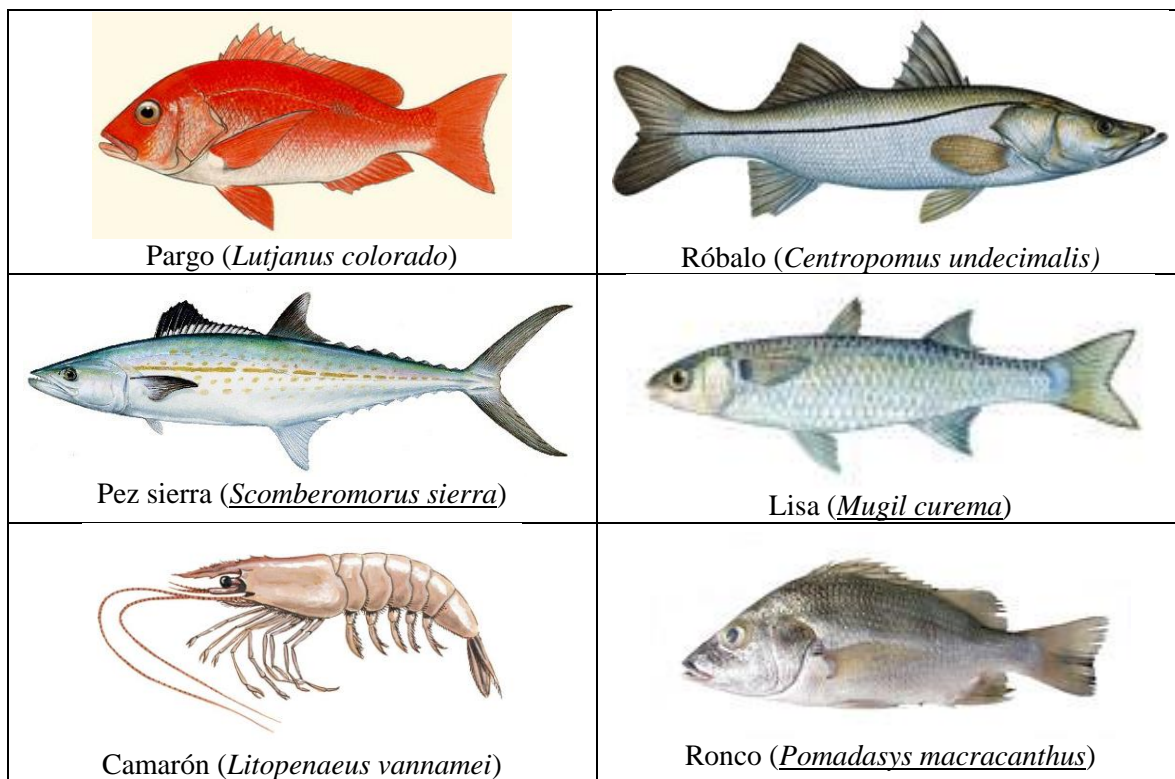 Pargo (Lutjanus colorado)
Róbalo (Centropomus undecimalis)
Pez sierra (Scomberomorus sierra)
Lisa (Mugil curema)
Camarón (Litopenaeus vannamei)
Ronco (Pomadasys macracanthus)